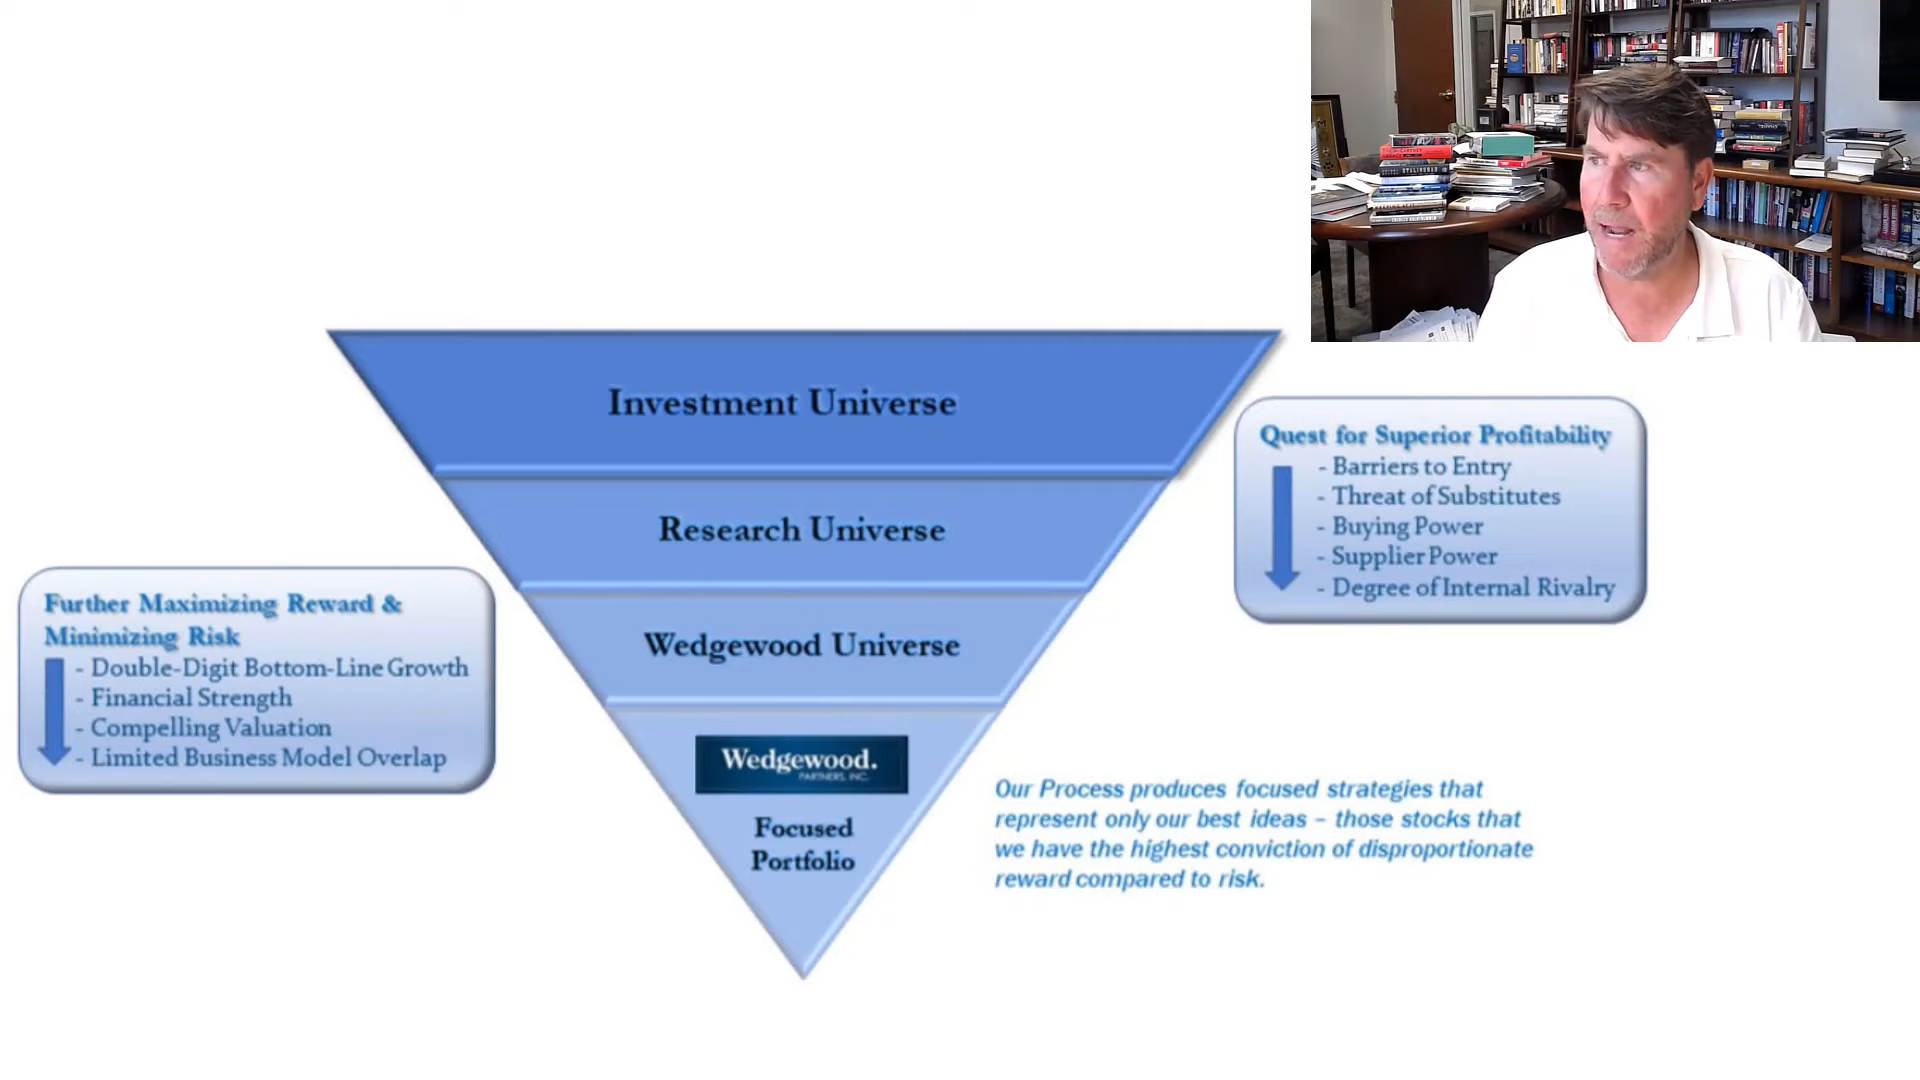 Investment Universe
Research Universe
Wedgewood Universe
Wedgewood.
PARTNERS, INC.
Focused
Portfolio
Quest for Superior Profitability
- Barriers to Entry
- Threat of Substitutes
- Buying Power
- Supplier Power
- Degree of Internal Rivalry
Further Maximizing Reward &
Minimizing Risk
- Double-Digit Bottom-Line Growth
- Financial Strength
- Compelling Valuation
- Limited Business Model Overlap
Our Process produces focused strategies that
represent only our best ideas – those stocks that
we have the highest conviction of disproportionate
reward compared to risk.
STALINGRAD